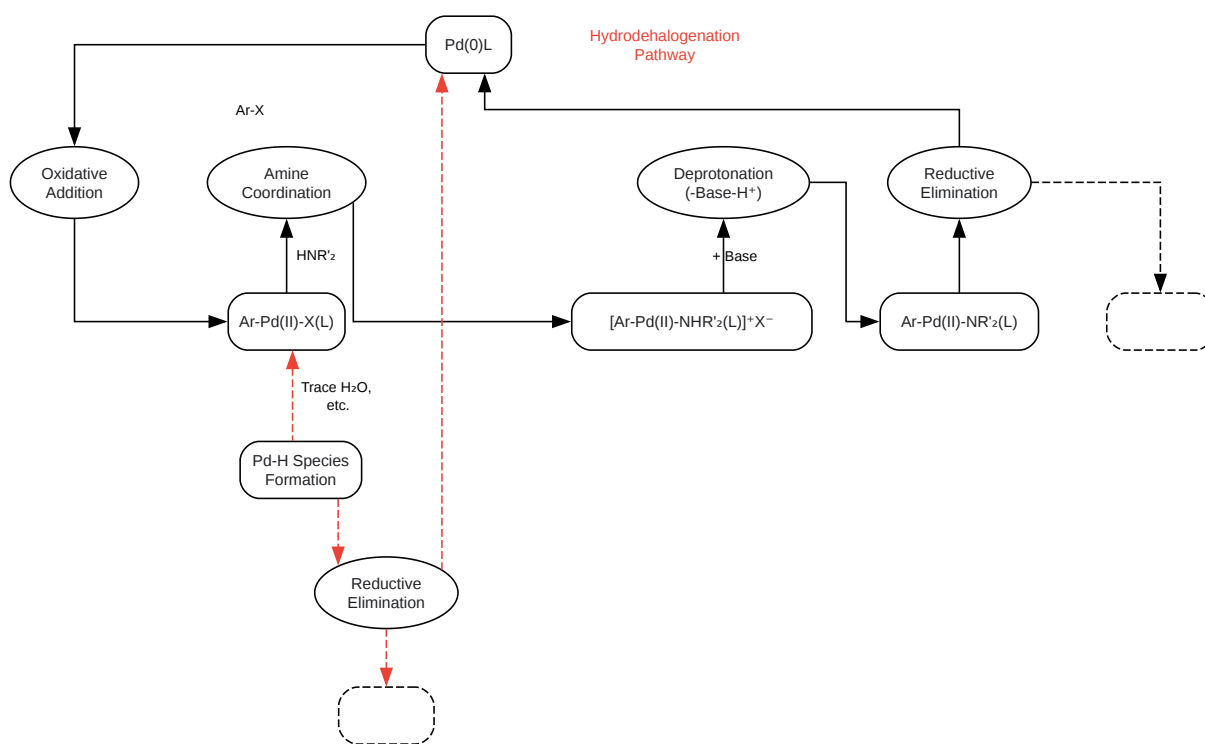 Pd(0)L
Hydrodehalogenation
Pathway
Ar-X
Oxidative
Addition
Amine
Coordination
Deprotonation
(-Base-H⁺)
Reductive
Elimination
HNR'₂
+ Base
Ar-Pd(II)-X(L)
[Ar-Pd(II)-NHR'₂(L)]⁺X⁻
Ar-Pd(II)-NR'₂(L)
Trace H₂O,
etc.
Pd-H Species
Formation
Reductive
Elimination